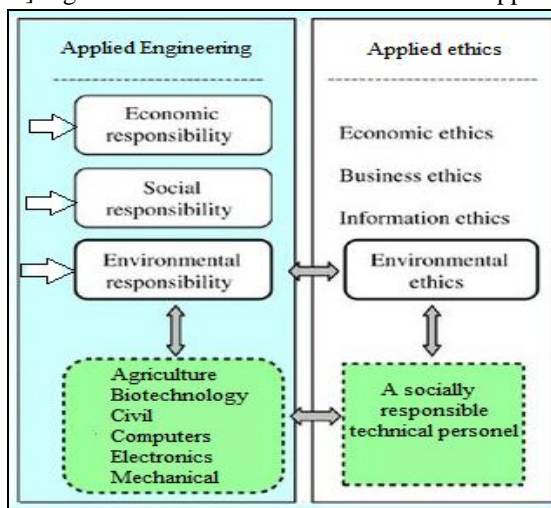 Applied Engineering
Economic
responsibility
Social
responsibility
Environmental
responsibility
Agriculture
Biotechnology
Civil
Computers
Electronics
Mechanical
Applied ethics
Economic ethics
Business ethics
Information ethics
Environmental
ethics
A socially
responsible
technical personel